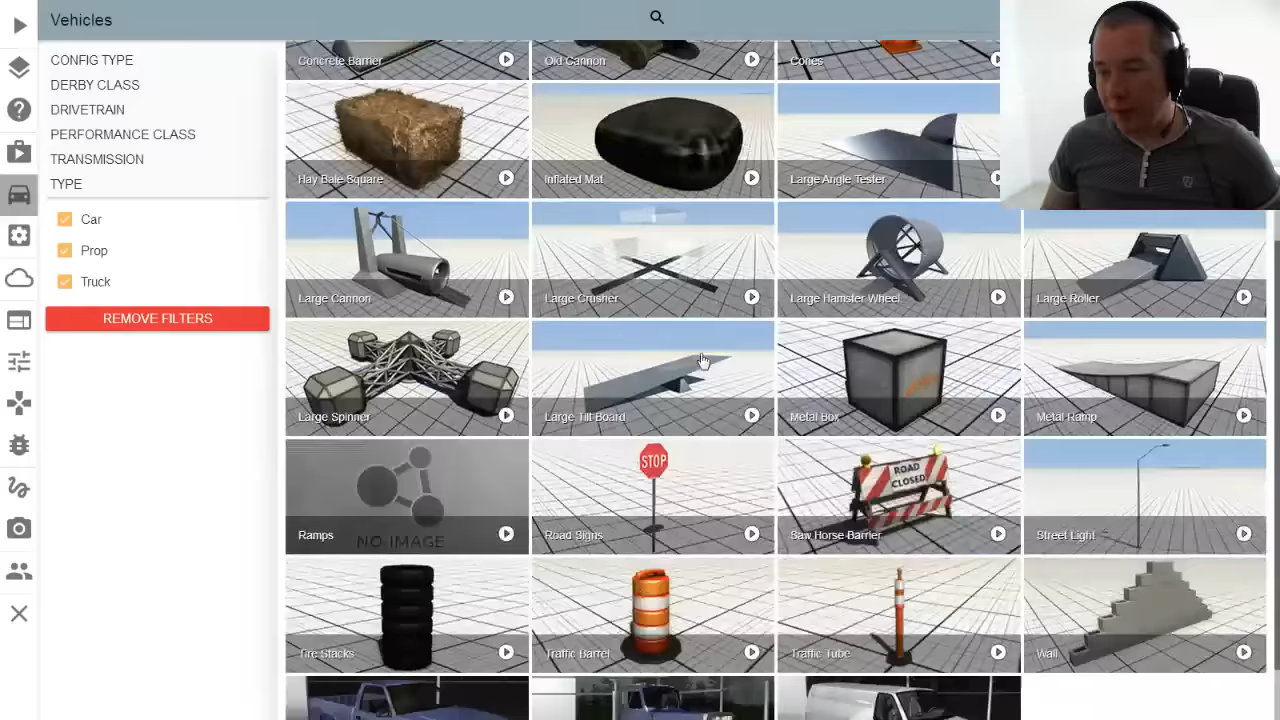 Vehicles
CONFIG TYPE
DERBY CLASS
DRIVETRAIN
PERFORMANCE CLASS
TRANSMISSION
TYPE
Car
Prop
Truck
REMOVE FILTERS
Concrete Barrier
Old Cannon
Cones
Hay Bale Square
Inflated Mat
Large Angle Tester
Large Cannon
Large Crusher
Large Hamster Wheel
Large Roller
Large Spinner
Large Tilt Board
Metal Box
Metal Ramp
NO IMAGE
Ramps
STOP
Road Signs
ROAD
CLOSED
Saw Horse Barrier
Street Light
Tire Stacks
Traffic Barrel
Traffic Tube
Wall